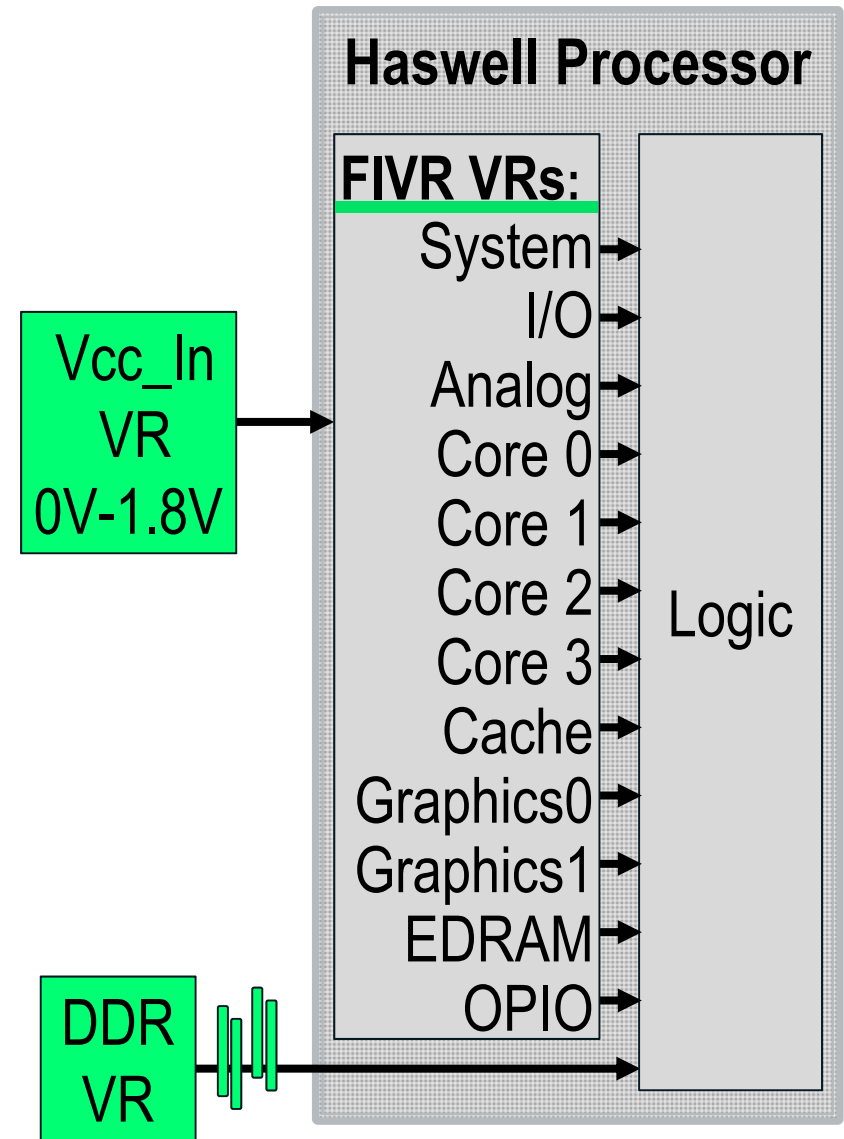 Haswell Processor
FIVR VRs:
System
I/O
Analog
Core 0
Core 1
Core 2
Core 3
Cache
Graphics0
Graphics1
EDRAM
OPIO
Logic
Vcc_In
VR
0V-1.8V
DDR
VR